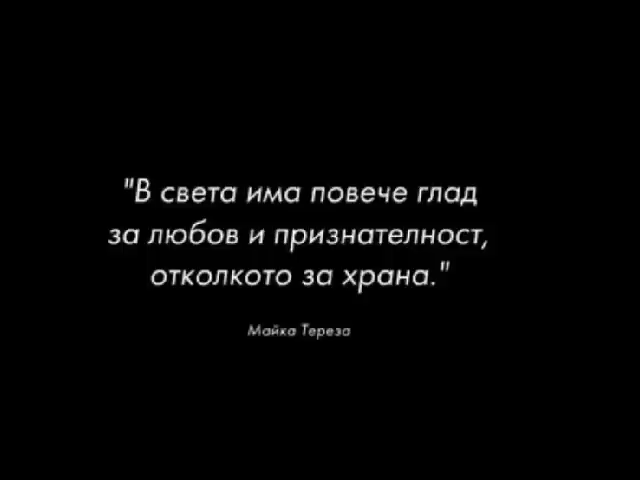 "В света има повече глад
за любов и признателност,
отколкото за храна."
Майка Тереза